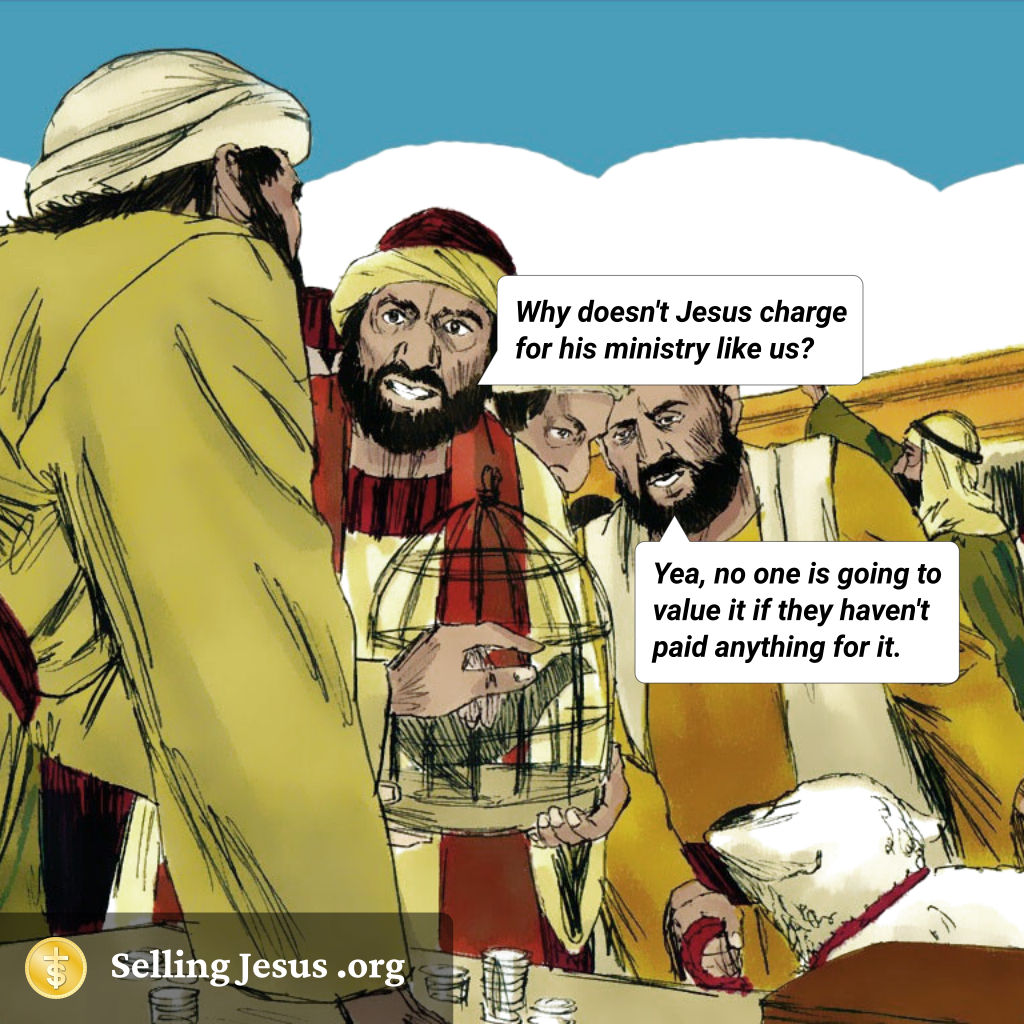 Why doesn't Jesus charge
for his ministry like us?
Yea, no one is going to
value it if they haven't
paid anything for it.
Selling Jesus .org